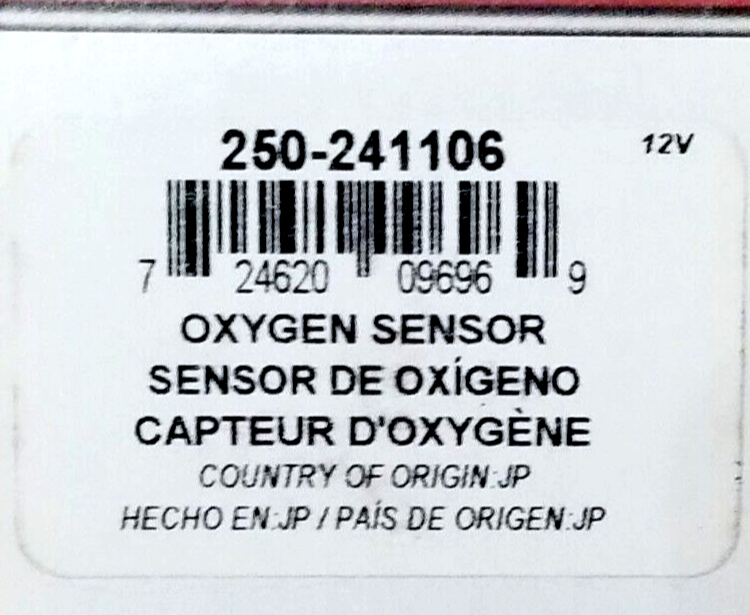 250-241106
12V
7 24620 09696 9
OXYGEN SENSOR
SENSOR DE OXÍGENO
CAPTEUR D'OXYGÈNE
COUNTRY OF ORIGIN:JP
HECHO EN:JP / PAÍS DE ORIGEN:JP